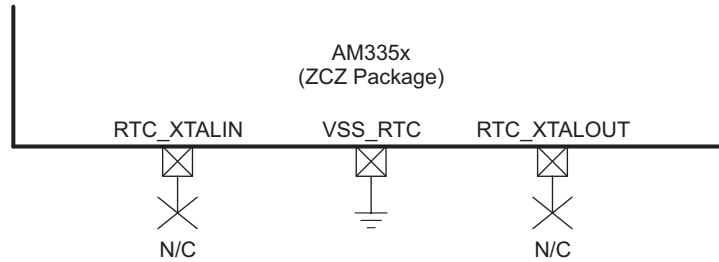 AM335x
(ZCZ Package)
RTC_XTALIN VSS_RTC RTC_XTALOUT
N/C N/C